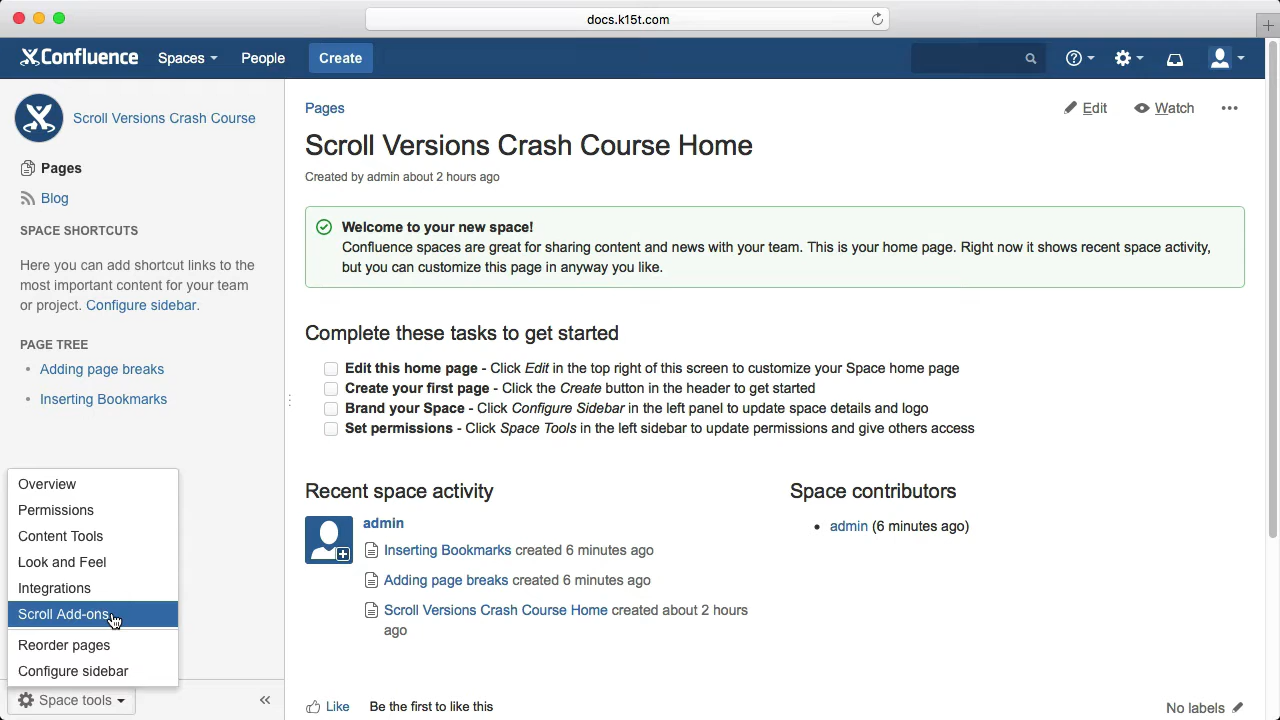 docs.k15t.com
Confluence Spaces People Create
Scroll Versions Crash Course
Pages
Blog
SPACE SHORTCUTS
Here you can add shortcut links to the
most important content for your team
or project. Configure sidebar.
PAGE TREE
• Adding page breaks
• Inserting Bookmarks
Overview
Permissions
Content Tools
Look and Feel
Integrations
Scroll Add-ons
Reorder pages
Configure sidebar
Space tools
Pages
Edit Watch
Scroll Versions Crash Course Home
Created by admin about 2 hours ago
Welcome to your new space!
Confluence spaces are great for sharing content and news with your team. This is your home page. Right now it shows recent space activity,
but you can customize this page in anyway you like.
Complete these tasks to get started
Edit this home page - Click Edit in the top right of this screen to customize your Space home page
Create your first page - Click the Create button in the header to get started
Brand your Space - Click Configure Sidebar in the left panel to update space details and logo
Set permissions - Click Space Tools in the left sidebar to update permissions and give others access
Recent space activity
admin
Inserting Bookmarks created 6 minutes ago
Adding page breaks created 6 minutes ago
Scroll Versions Crash Course Home created about 2 hours
ago
Space contributors
• admin (6 minutes ago)
Like Be the first to like this
No labels